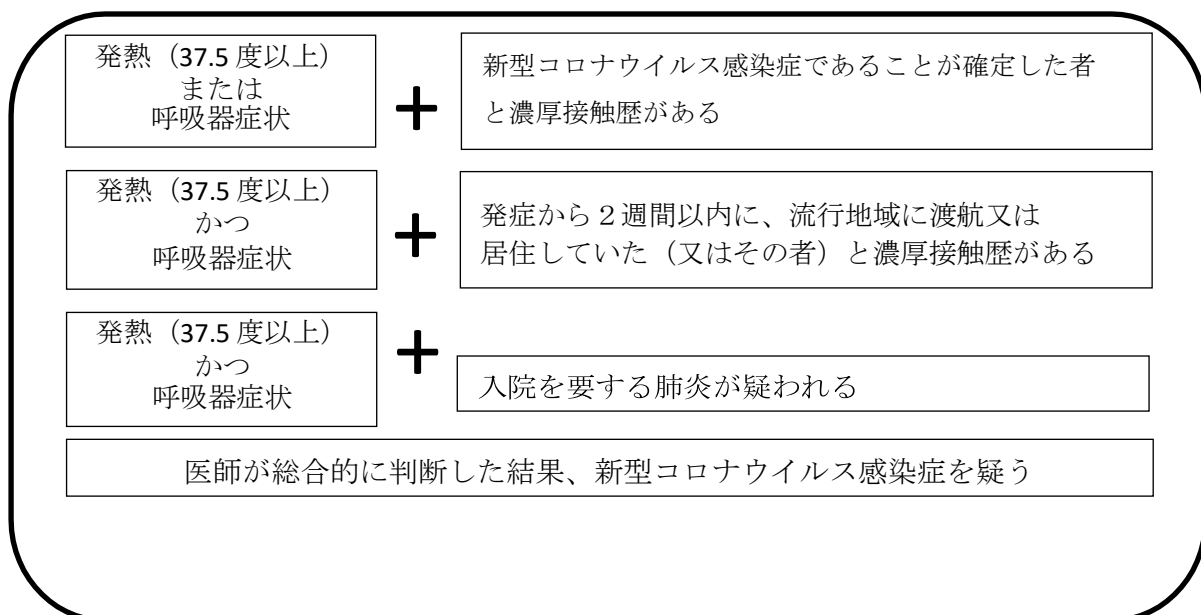 発熱（37.5 度以上）
または
呼吸器症状
+
新型コロナウイルス感染症であることが確定した者
と濃厚接触歴がある
発熱（37.5 度以上）
かつ
呼吸器症状
+
発症から２週間以内に、流行地域に渡航又は
居住していた（又はその者）と濃厚接触歴がある
発熱（37.5 度以上）
かつ
呼吸器症状
+
入院を要する肺炎が疑われる
医師が総合的に判断した結果、新型コロナウイルス感染症を疑う